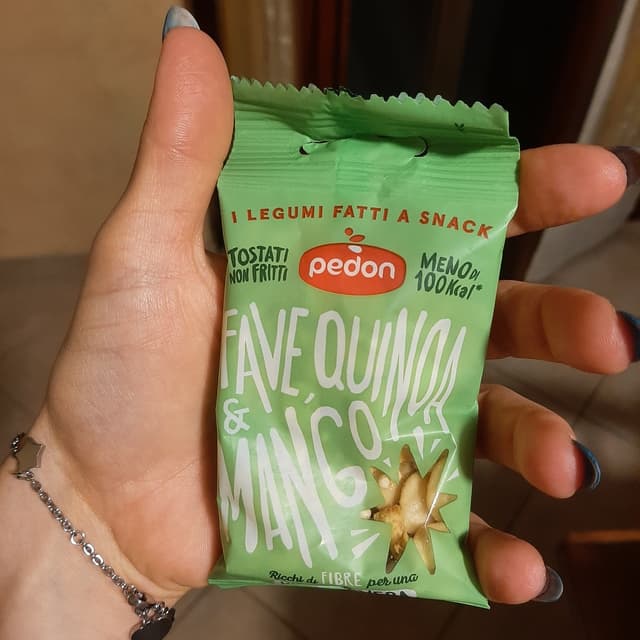 I LEGUMI FATTI A SNACK
TOSTATI
NON FRITTI
pedon
MENO DI
100Kcal*
FAVE, QUINOA
&
MANGO
Ricchi di FIBRE per una